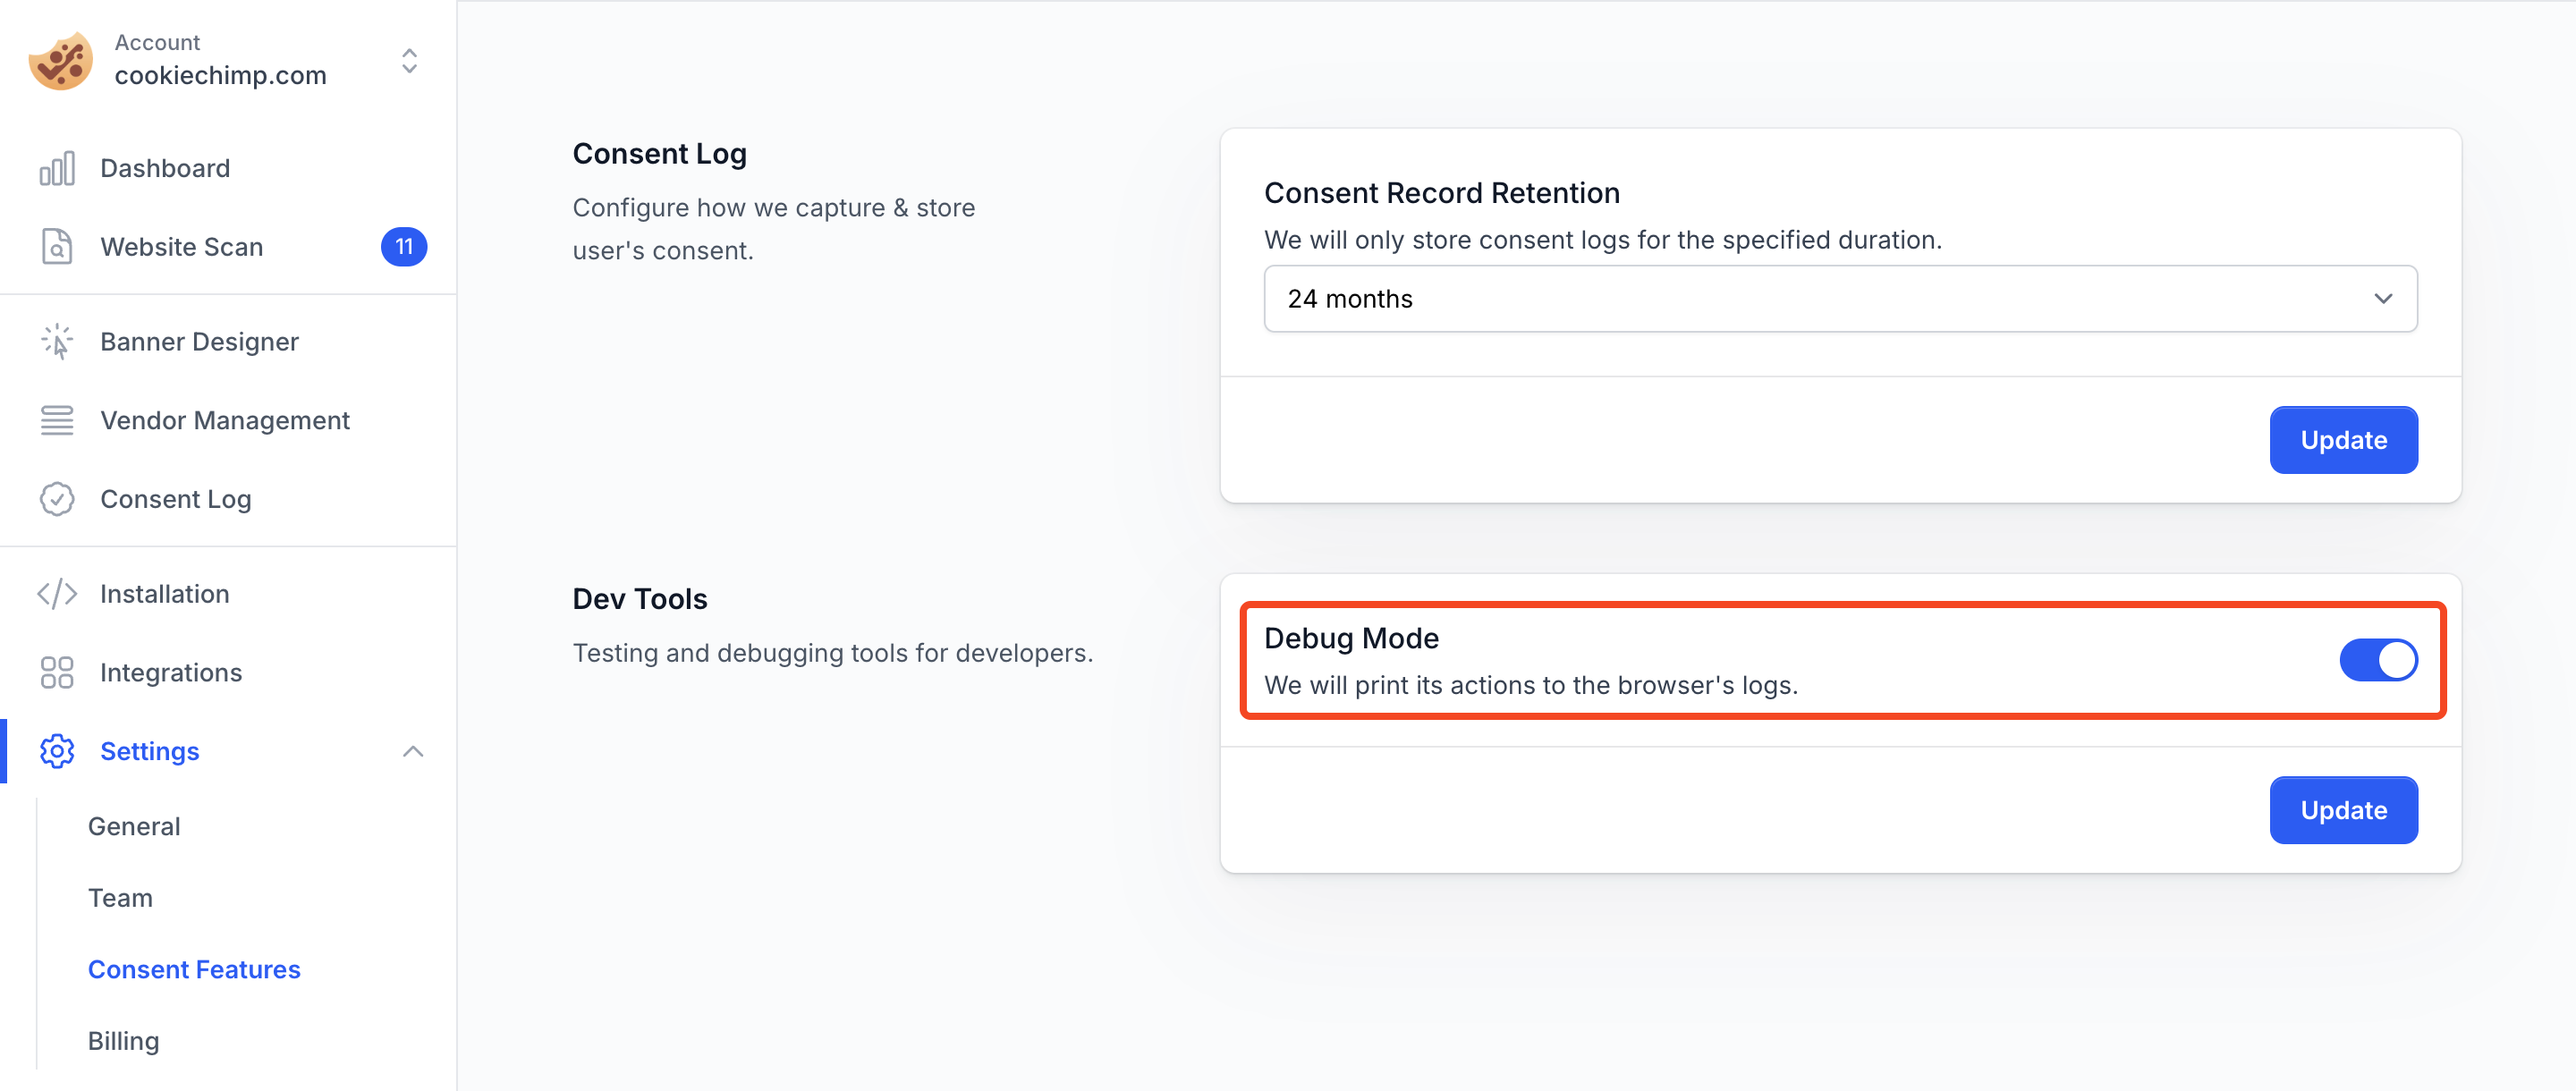 Account
cookiechimp.com
Dashboard
Website Scan 11
Banner Designer
Vendor Management
Consent Log
Installation
Integrations
Settings
General
Team
Consent Features
Billing
Consent Log
Configure how we capture & store
user's consent.
Consent Record Retention
We will only store consent logs for the specified duration.
24 months
Update
Dev Tools
Testing and debugging tools for developers.
Debug Mode
We will print its actions to the browser's logs.
Update